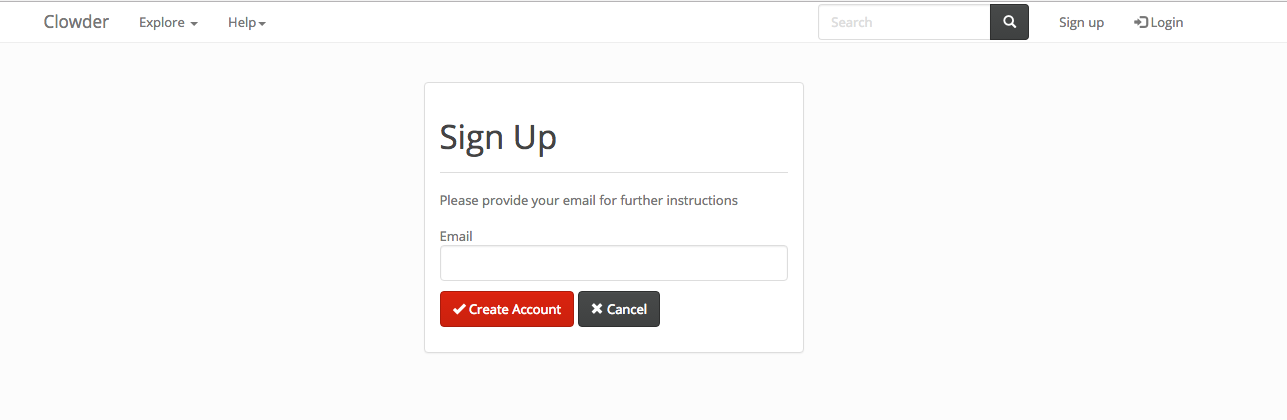 Clowder Explore Help Search Sign up Login
Sign Up
Please provide your email for further instructions
Email
Create Account Cancel